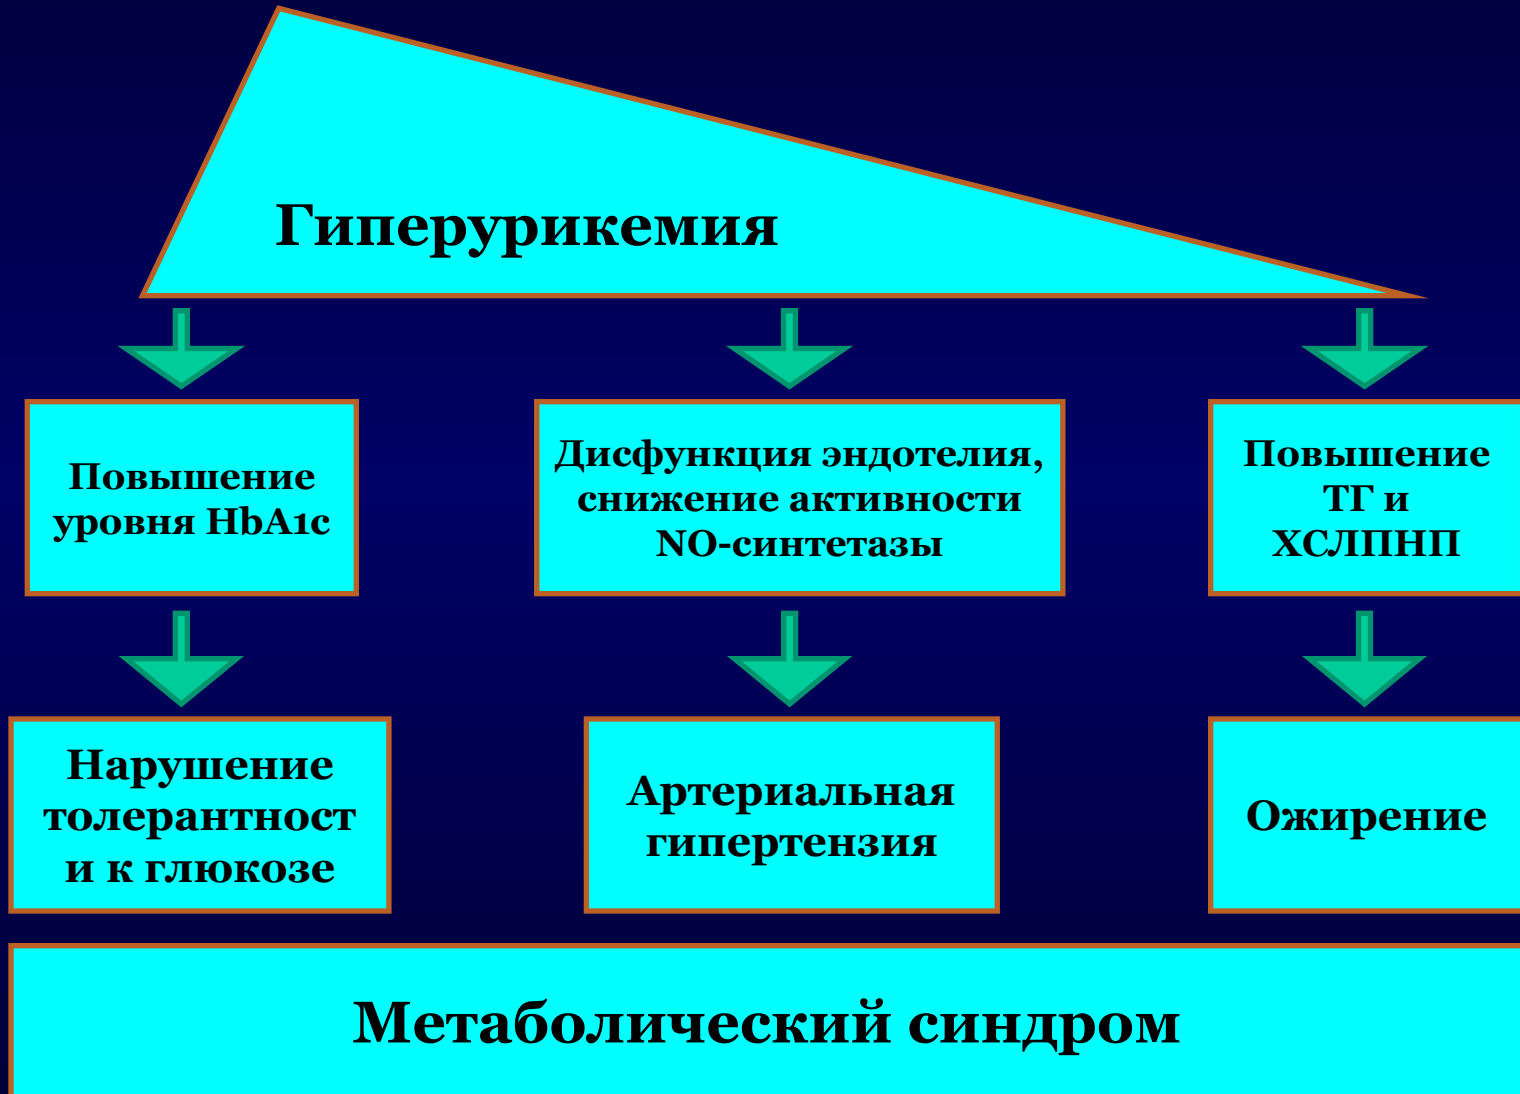 Гиперурикемия
Повышение
уровня HbA1c
Дисфункция эндотелия,
снижение активности
NO-синтетазы
Повышение
ТГ и
ХСЛПНП
Нарушение
толерантност
и к глюкозе
Артериальная
гипертензия
Ожирение
Метаболический синдром